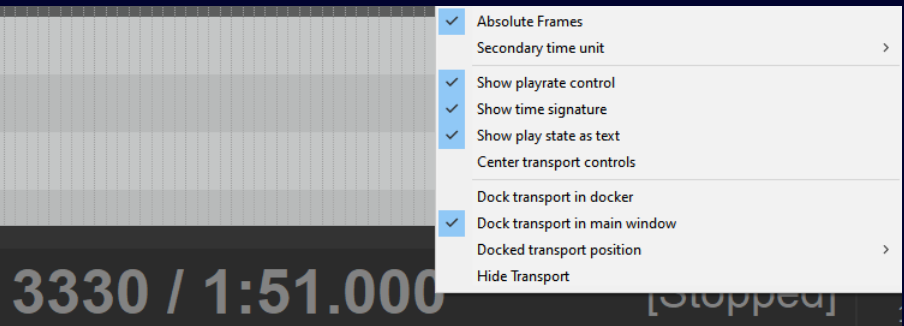 Absolute Frames
Secondary time unit
Show playrate control
Show time signature
Show play state as text
Center transport controls
Dock transport in docker
Dock transport in main window
Docked transport position
Hide Transport
3330 / 1:51.000
[Stopped]